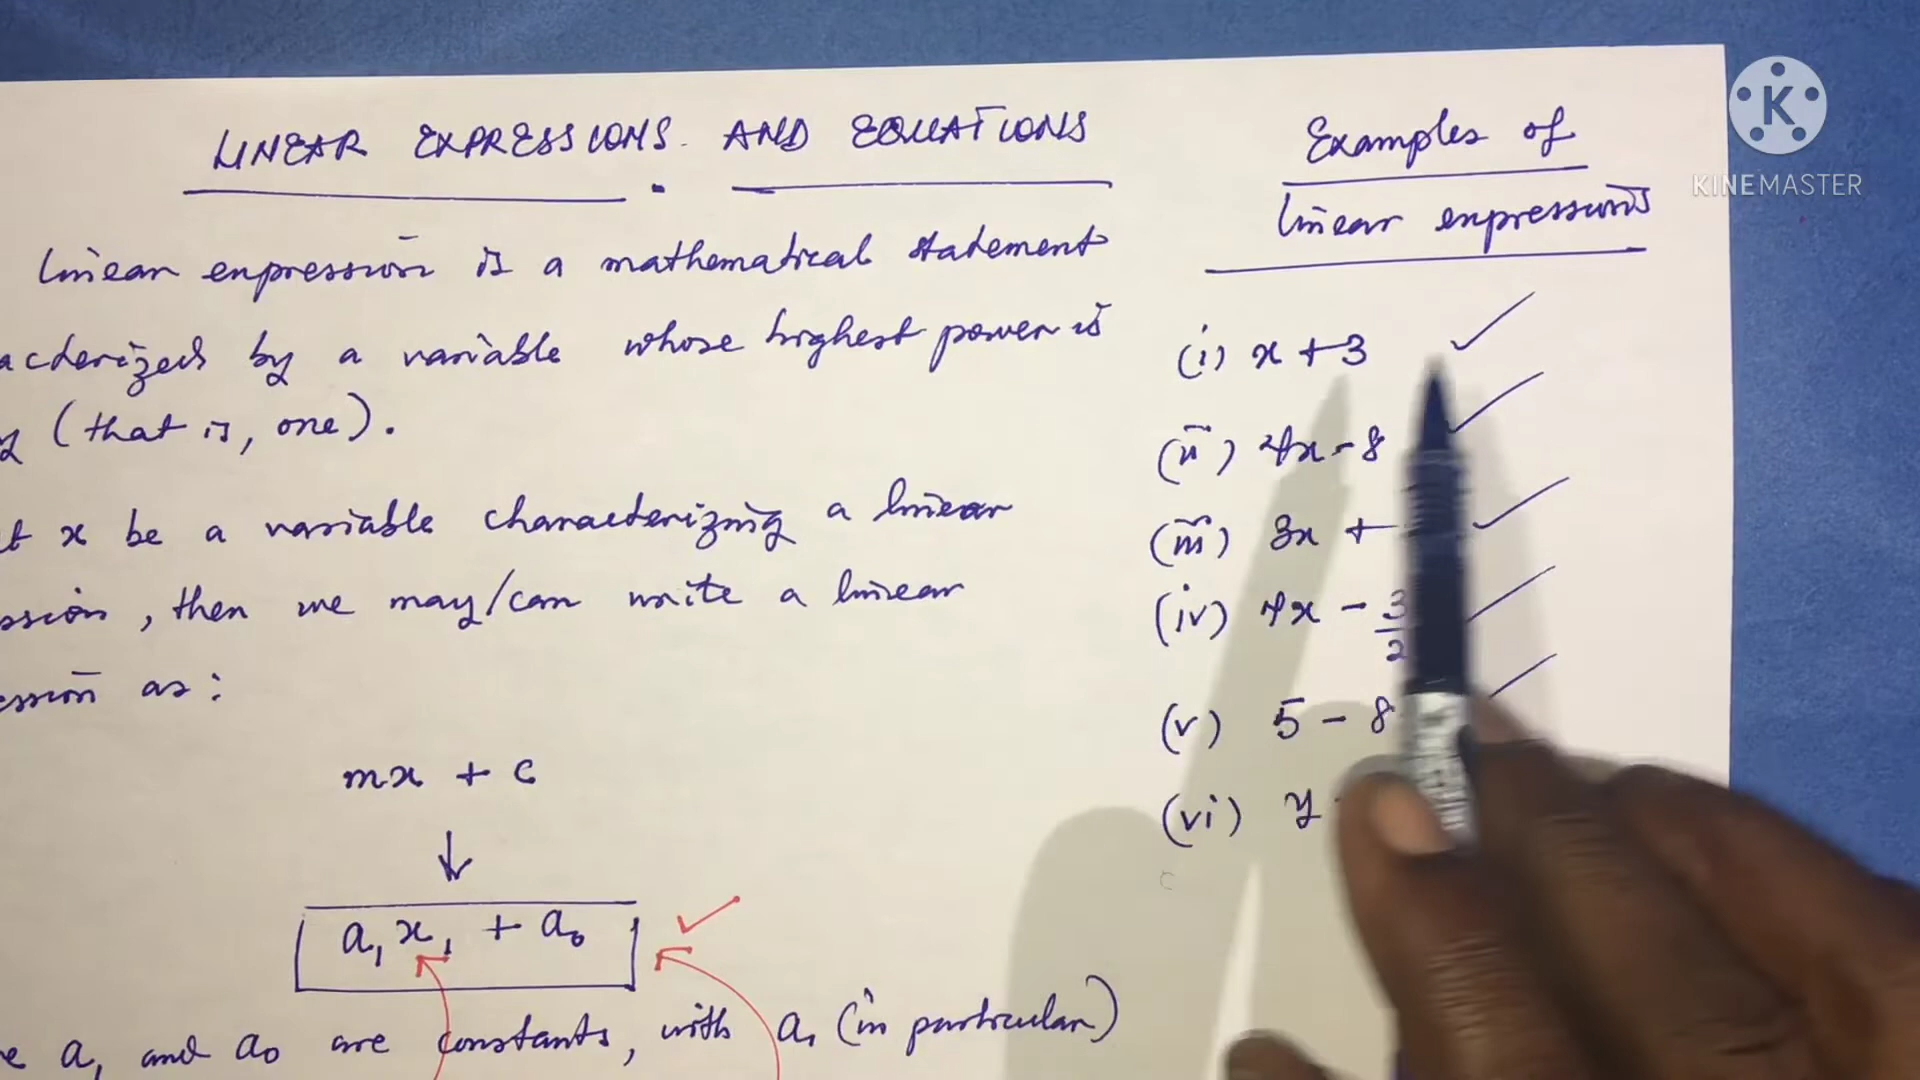 LINEAR EXPRESSIONS AND EQUATIONS
linear expression is a mathematical statement
acterized by a variable whose highest power is
(that is, one).
x be a variable characterizing a linear
ssion, then we may/can write a linear
ession as:
mx + c
↓
a₁x₁ + a₀
a₁ and a₀ are constants, with a₁ (in particular)
Examples of
linear expressions
(i) x + 3
(ii) 4x - 8
(iii) 3x +
(iv) 4x - 3/2
(v) 5 - 8
(vi) y
K
KINEMASTER